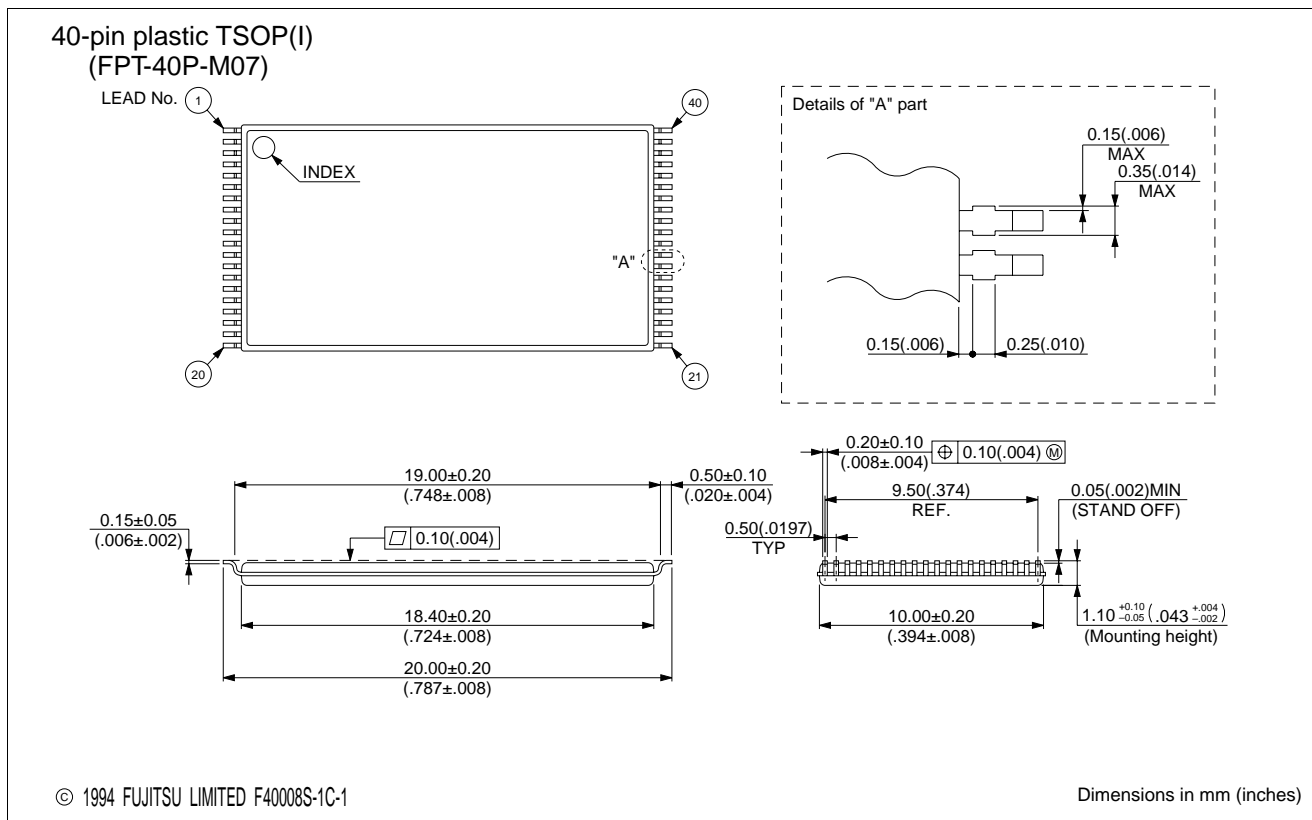 40-pin plastic TSOP(I)
(FPT-40P-M07)
LEAD No. 1
40
INDEX
"A"
20
21
Details of "A" part
0.15(.006)
MAX
0.35(.014)
MAX
0.15(.006)
0.25(.010)
19.00±0.20
(.748±.008)
0.50±0.10
(.020±.004)
0.15±0.05
(.006±.002)
⏥ 0.10(.004)
18.40±0.20
(.724±.008)
20.00±0.20
(.787±.008)
0.20±0.10
(.008±.004)
⌖ 0.10(.004) Ⓜ
9.50(.374)
REF.
0.05(.002)MIN
(STAND OFF)
0.50(.0197)
TYP
10.00±0.20
(.394±.008)
1.10 +0.10 −0.05 (.043 +.004 −.002)
(Mounting height)
© 1994 FUJITSU LIMITED F40008S-1C-1
Dimensions in mm (inches)